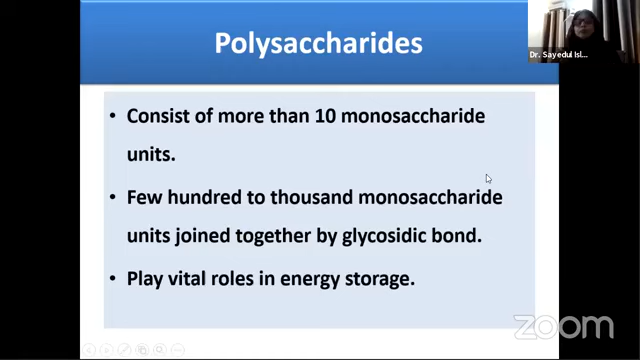 Polysaccharides
Dr. Sayedul Isl...
• Consist of more than 10 monosaccharide
units.
• Few hundred to thousand monosaccharide
units joined together by glycosidic bond.
• Play vital roles in energy storage.
zoom